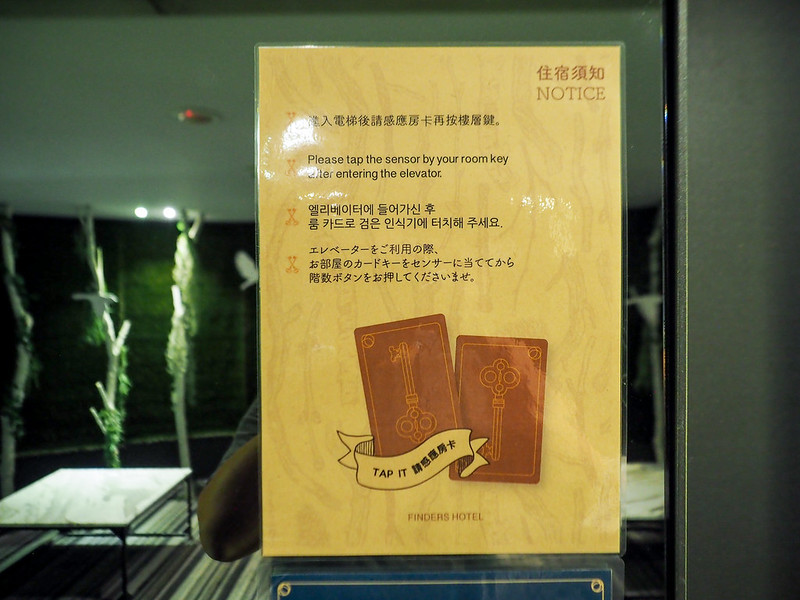 住宿須知
NOTICE
進入電梯後請感應房卡再按樓層鍵。
Please tap the sensor by your room key
after entering the elevator.
엘리베이터에 들어가신 후
룸 카드로 검은 인식기에 터치해 주세요.
エレベーターをご利用の際、
お部屋のカードキーをセンサーに当ててから
階数ボタンをお押してくださいませ。
TAP IT 請感應房卡
FINDERS HOTEL